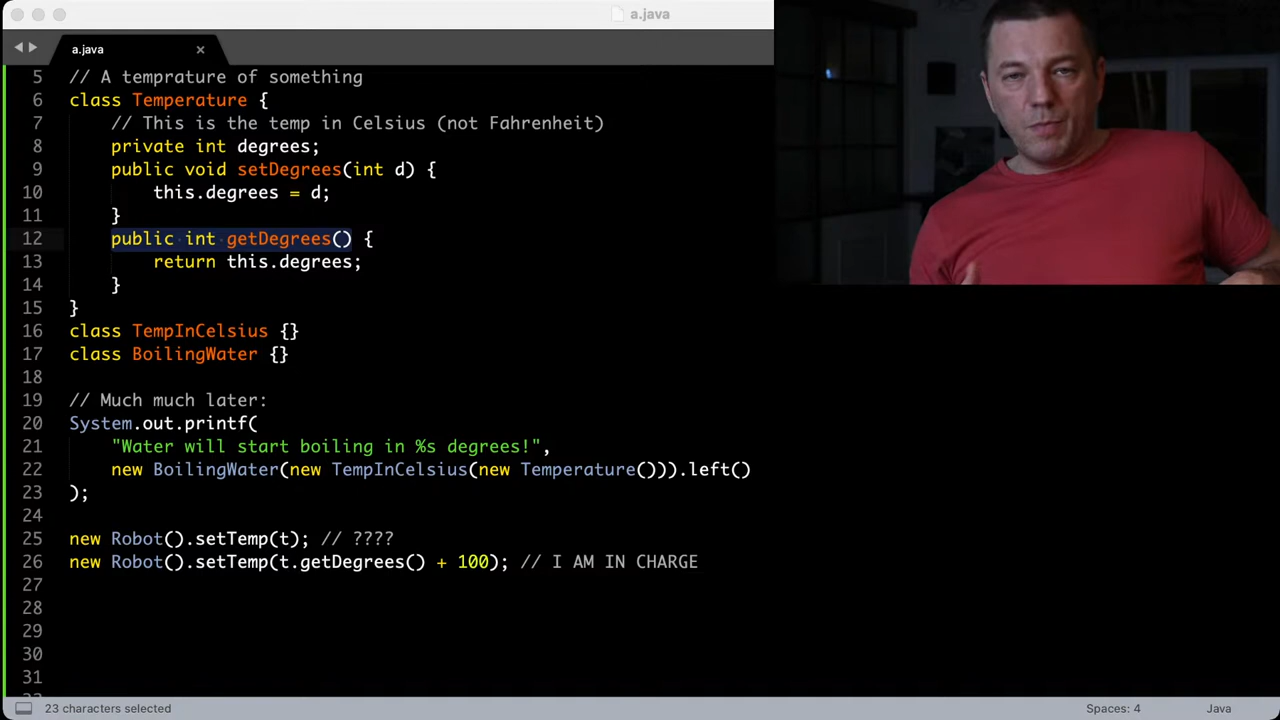 a.java
a.java
5 // A temprature of something
6 class Temperature {
7 // This is the temp in Celsius (not Fahrenheit)
8 private int degrees;
9 public void setDegrees(int d) {
10 this.degrees = d;
11 }
12 public int getDegrees() {
13 return this.degrees;
14 }
15 }
16 class TempInCelsius {}
17 class BoilingWater {}
18
19 // Much much later:
20 System.out.printf(
21 "Water will start boiling in %s degrees!",
22 new BoilingWater(new TempInCelsius(new Temperature())).left()
23 );
24
25 new Robot().setTemp(t); // ????
26 new Robot().setTemp(t.getDegrees() + 100); // I AM IN CHARGE
27
28
29
30
31
23 characters selected
Spaces: 4
Java